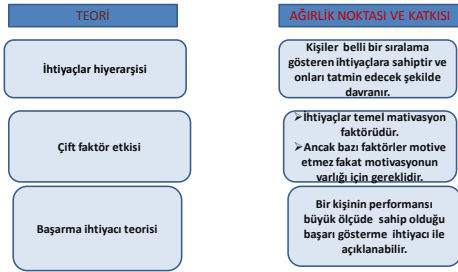 TEORİ
AĞIRLIK NOKTASI VE KATKISI
İhtiyaçlar hiyerarşisi
Kişiler belli bir sıralama
gösteren ihtiyaçlara sahiptir ve
onları tatmin edecek şekilde
davranır.
Çift faktör etkisi
➢İhtiyaçlar temel motivasyon
faktörüdür.
➢Ancak bazı faktörler motive
etmez fakat motivasyonun
varlığı için gereklidir.
Başarma ihtiyacı teorisi
Bir kişinin performansı
büyük ölçüde sahip olduğu
başarı gösterme ihtiyacı ile
açıklanabilir.